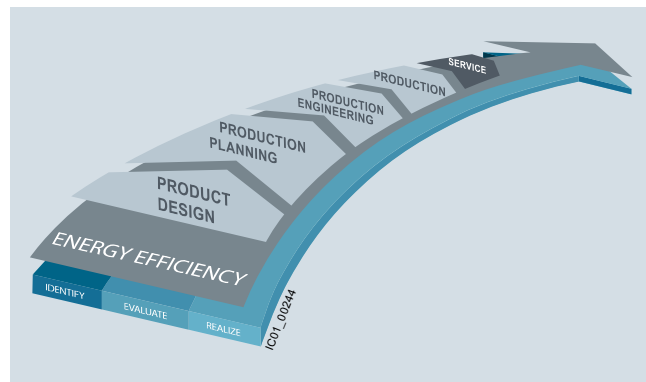 SERVICE
PRODUCTION
PRODUCTION
ENGINEERING
PRODUCTION
PLANNING
PRODUCT
DESIGN
ENERGY EFFICIENCY
IDENTIFY
EVALUATE
REALIZE
IC01_00244